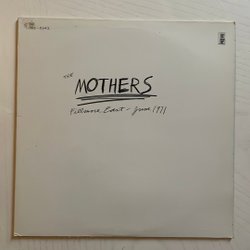 THE
MOTHERS
Fillmore East - June 1971